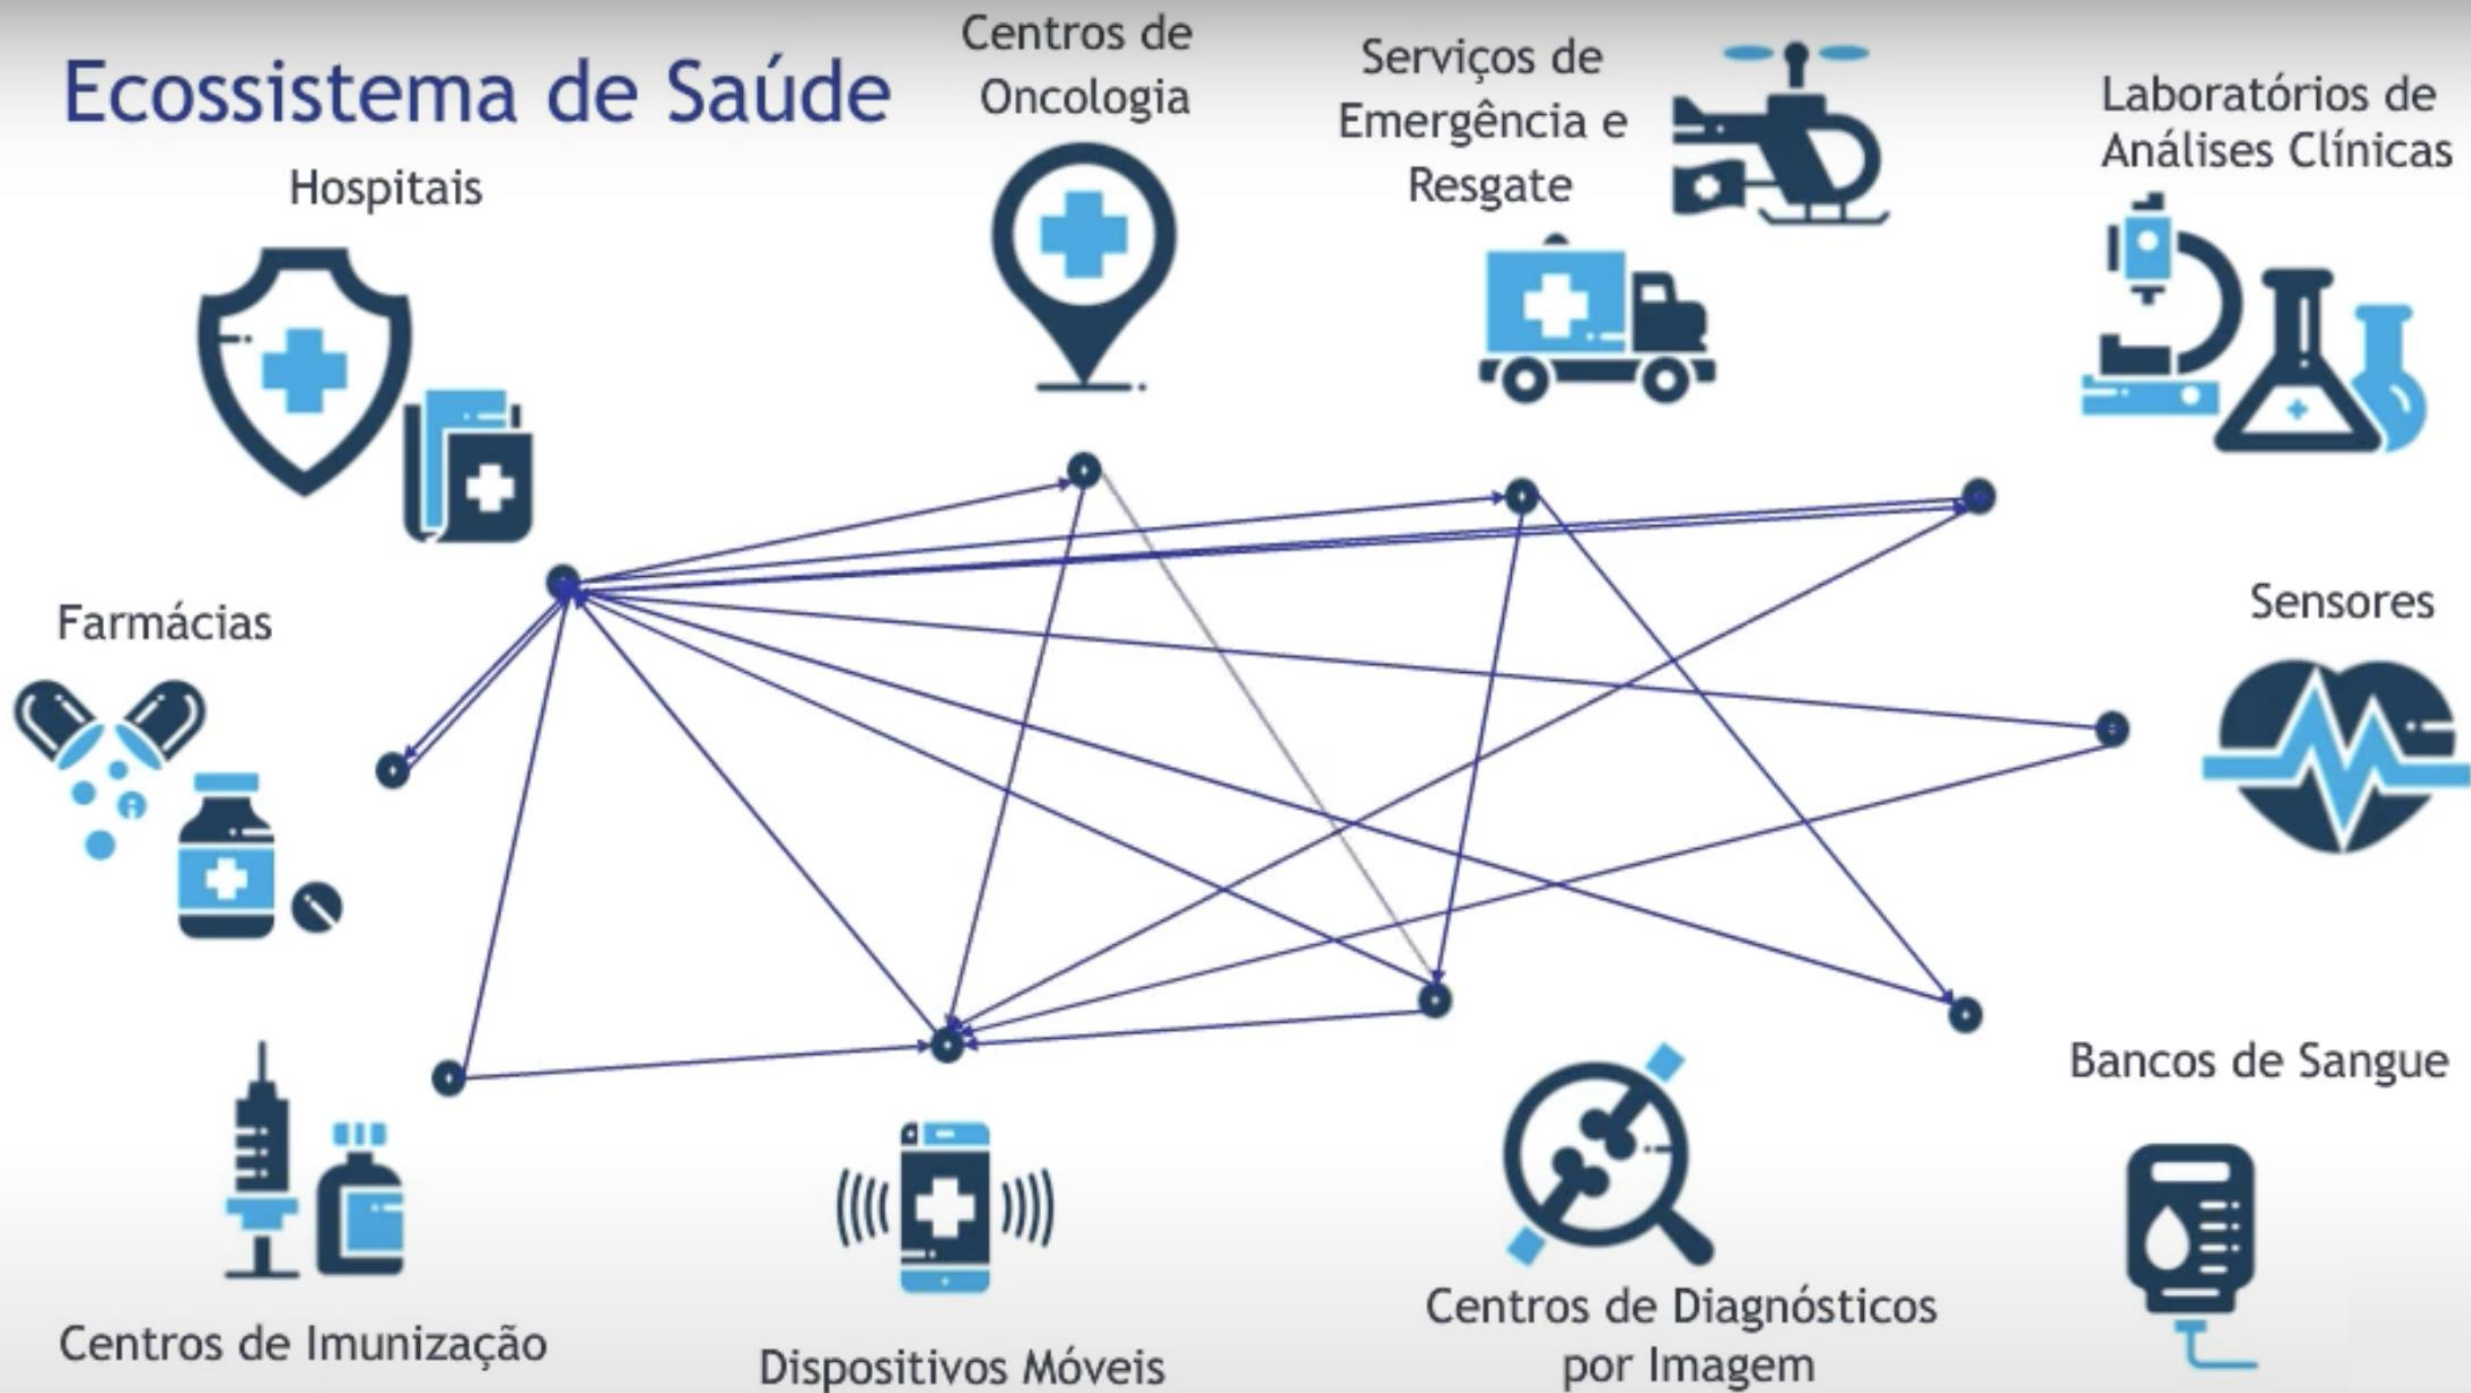 Ecossistema de Saúde
Centros de
Oncologia
Serviços de
Emergência e
Resgate
Laboratórios de
Análises Clínicas
Hospitais
Farmácias
Sensores
Bancos de Sangue
Centros de Imunização
Dispositivos Móveis
Centros de Diagnósticos
por Imagem